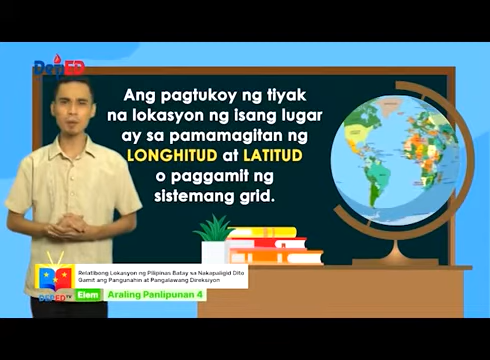 DepED
Ang pagtukoy ng tiyak
na lokasyon ng isang lugar
ay sa pamamagitan ng
LONGHITUD at LATITUD
o paggamit ng
sistemang grid.
Relatibong Lokasyon ng Pilipinas Batay sa Nakapaligid Dito
Gamit ang Pangunahin at Pangalawang Direksiyon
DepED TV
Elem Araling Panlipunan 4